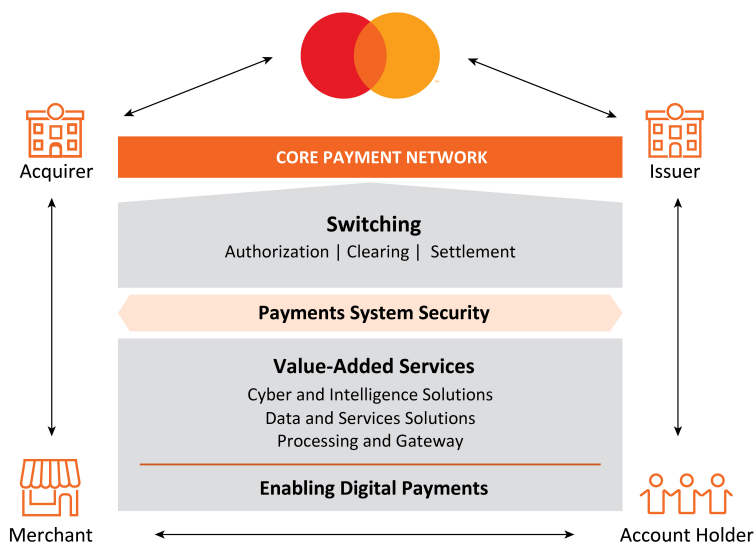 CORE PAYMENT NETWORK
Acquirer
Issuer
Switching
Authorization | Clearing | Settlement
Payments System Security
Value-Added Services
Cyber and Intelligence Solutions
Data and Services Solutions
Processing and Gateway
Enabling Digital Payments
Merchant
Account Holder